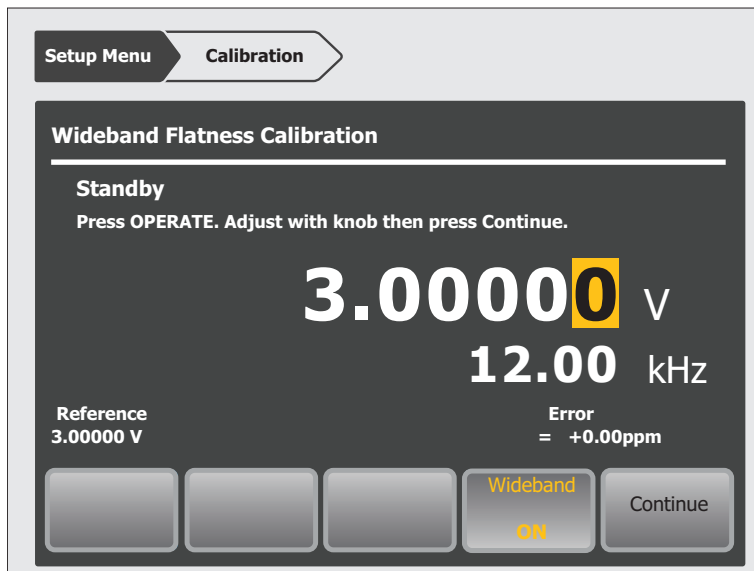 Setup Menu Calibration
Wideband Flatness Calibration
Standby
Press OPERATE. Adjust with knob then press Continue.
3.00000 V
12.00 kHz
Reference Error
3.00000 V = +0.00ppm
Wideband
ON
Continue